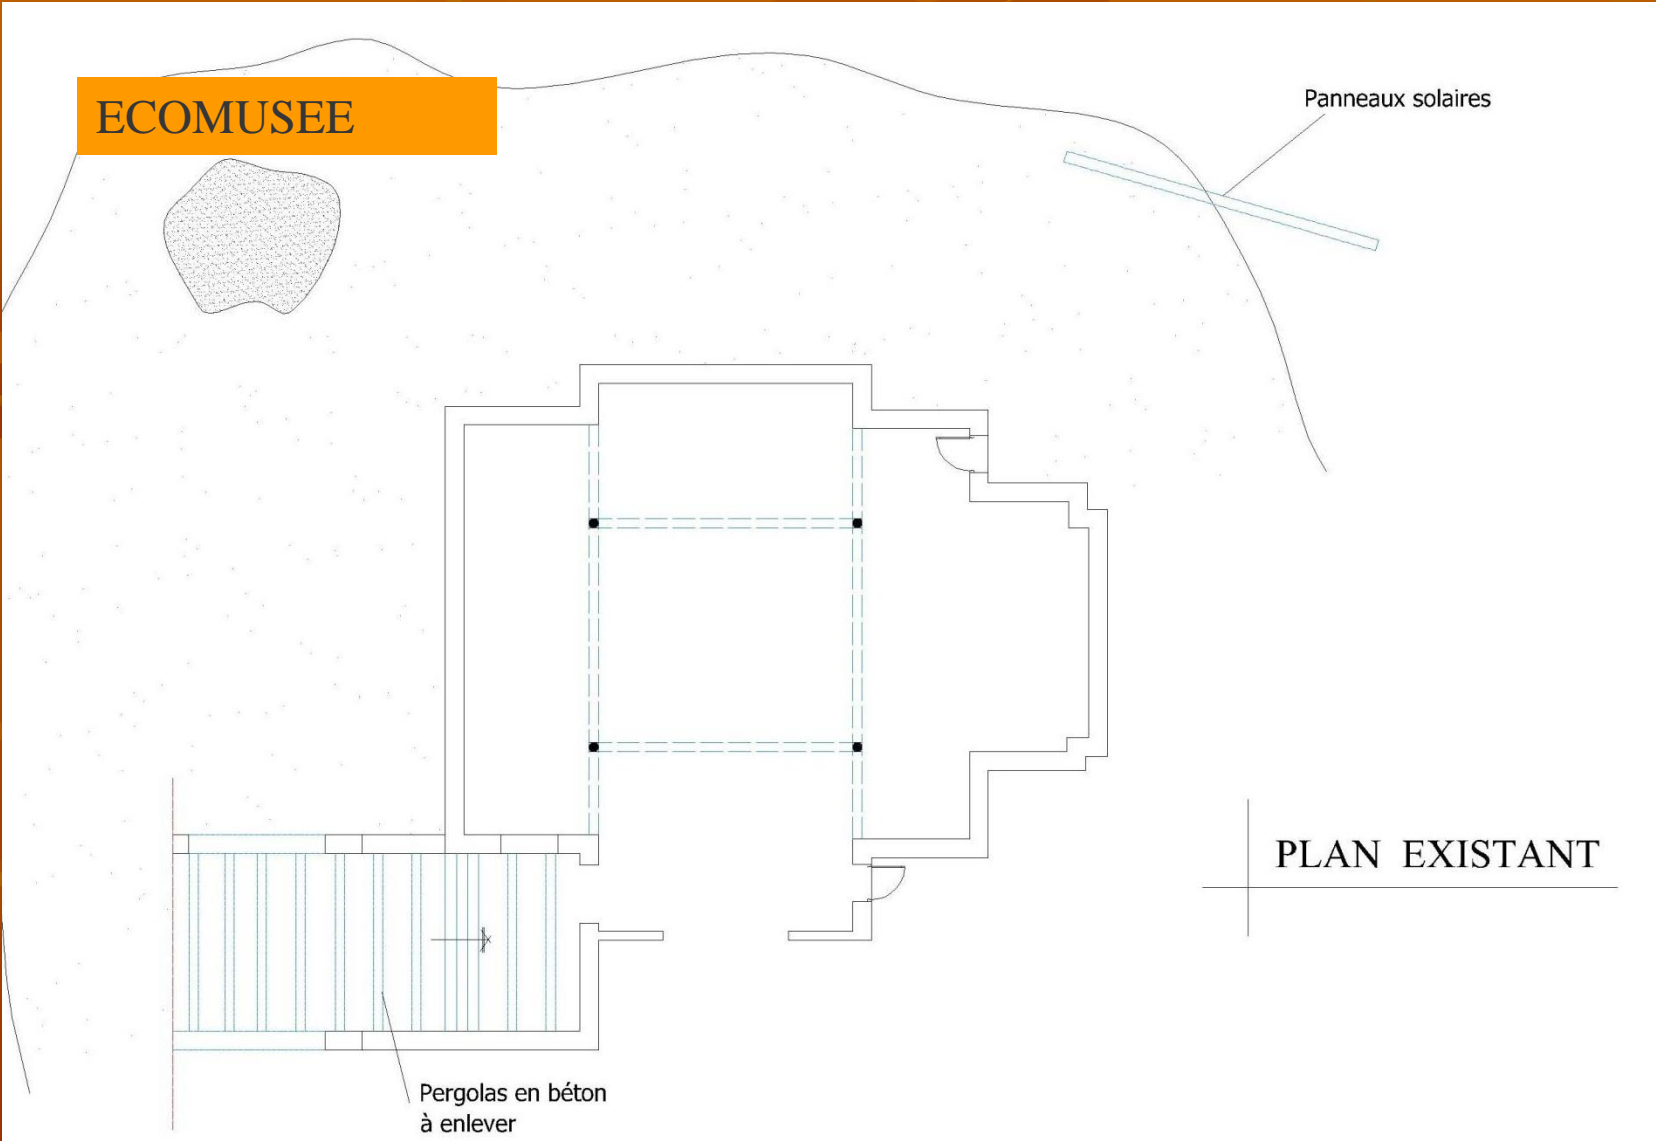 ECOMUSEE
Panneaux solaires
PLAN EXISTANT
Pergolas en béton
à enlever